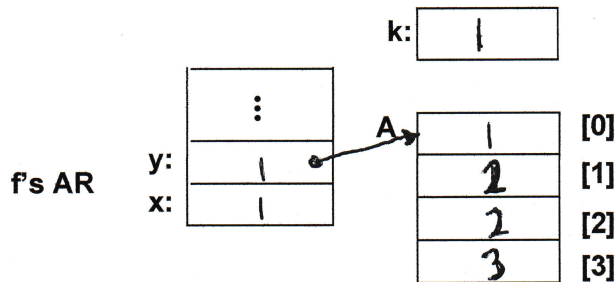 k: 1
⋮
A 1 [0]
y: 1
2 [1]
f's AR
x: 1
2 [2]
3 [3]